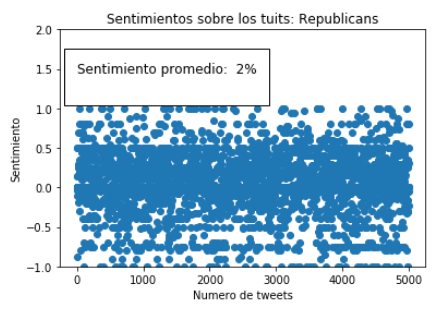 Sentimientos sobre los tuits: Republicans
2.0
Sentimiento promedio: 2%
1.5
1.0
0.5
0.0
−0.5
−1.0
Sentimiento
0 1000 2000 3000 4000 5000
Numero de tweets